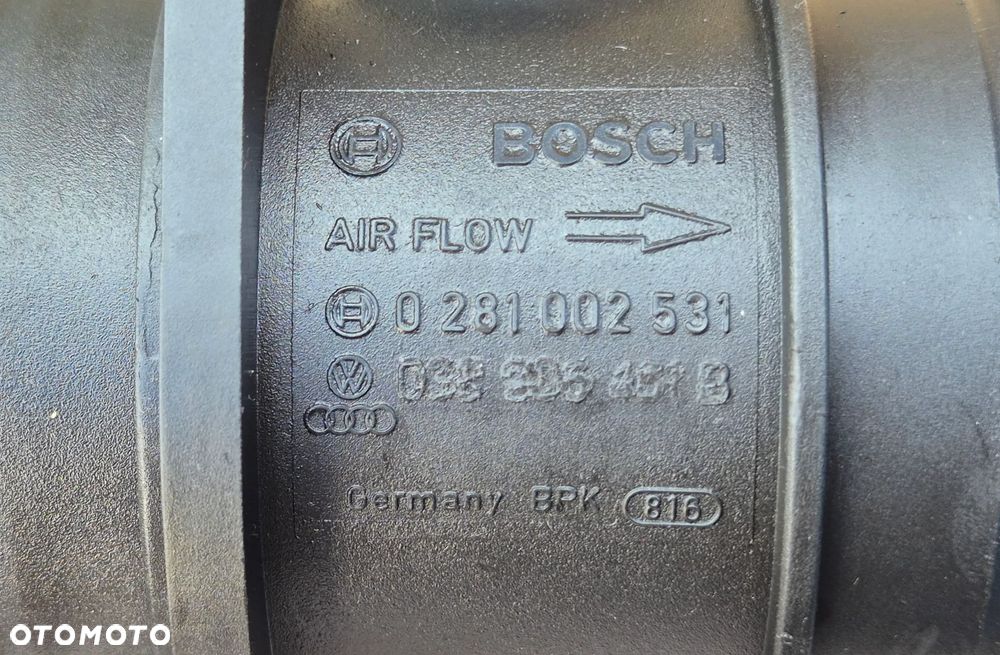 BOSCH
AIR FLOW
0 281 002 531
B
Germany BPK 816
OTOMOTO